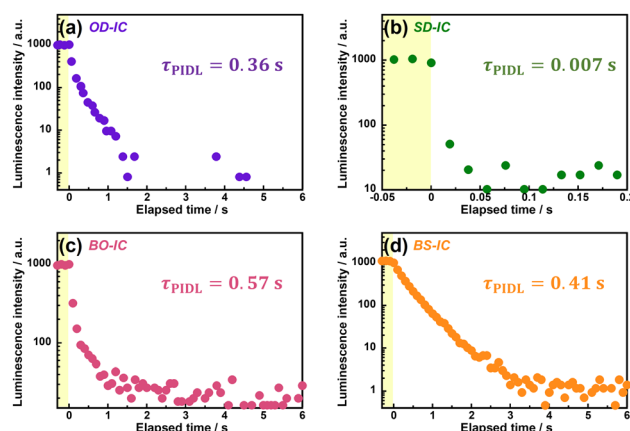 (a) OD-IC
τPIDL = 0.36 s
Luminescence intensity / a.u.
1000
100
10
1
0 1 2 3 4 5 6
Elapsed time / s
(b) SD-IC
τPIDL = 0.007 s
Luminescence intensity / a.u.
1000
100
10
-0.05 0 0.05 0.1 0.15 0.2
Elapsed time / s
(c) BO-IC
τPIDL = 0.57 s
Luminescence intensity / a.u.
1000
100
0 1 2 3 4 5 6
Elapsed time / s
(d) BS-IC
τPIDL = 0.41 s
Luminescence intensity / a.u.
1000
100
10
1
0 1 2 3 4 5 6
Elapsed time / s